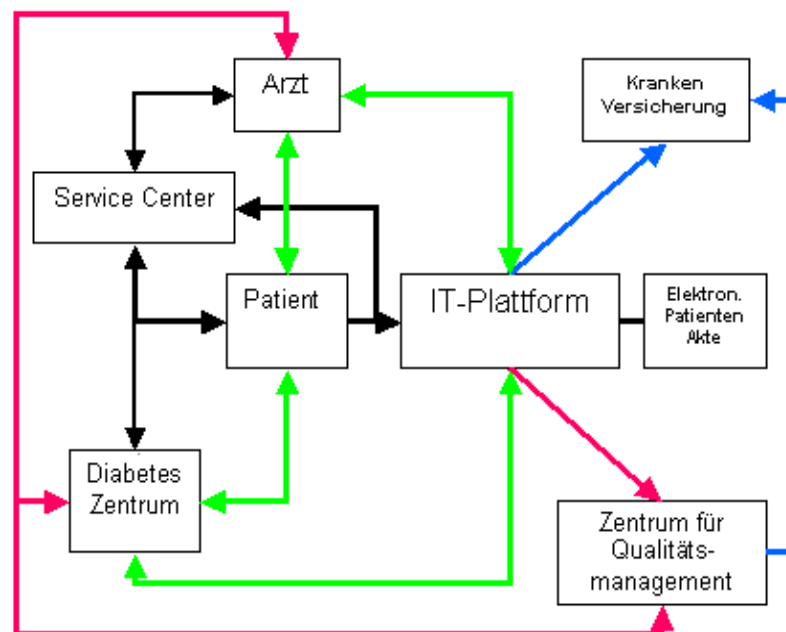 Arzt
Kranken
Versicherung
Service Center
Patient
IT-Plattform
Elektron.
Patienten
Akte
Diabetes
Zentrum
Zentrum für
Qualitäts-
management